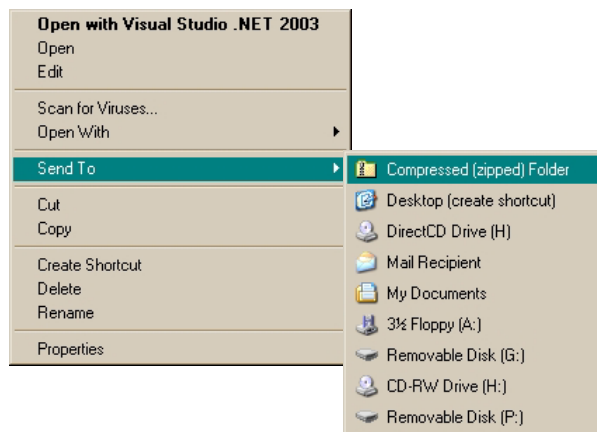 Open with Visual Studio .NET 2003
Open
Edit
Scan for Viruses...
Open With
Send To
Cut
Copy
Create Shortcut
Delete
Rename
Properties
Compressed (zipped) Folder
Desktop (create shortcut)
DirectCD Drive (H)
Mail Recipient
My Documents
3½ Floppy (A:)
Removable Disk (G:)
CD-RW Drive (H:)
Removable Disk (P:)